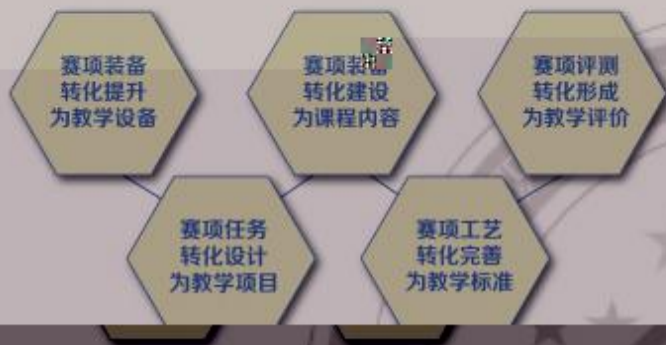 赛项装备
转化提升
为教学设备
赛项装
转化建设
为课程内容
赛项评测
转化形成
为教学评价
赛项任务
转化设计
为教学项目
赛项工艺
转化完善
为教学标准